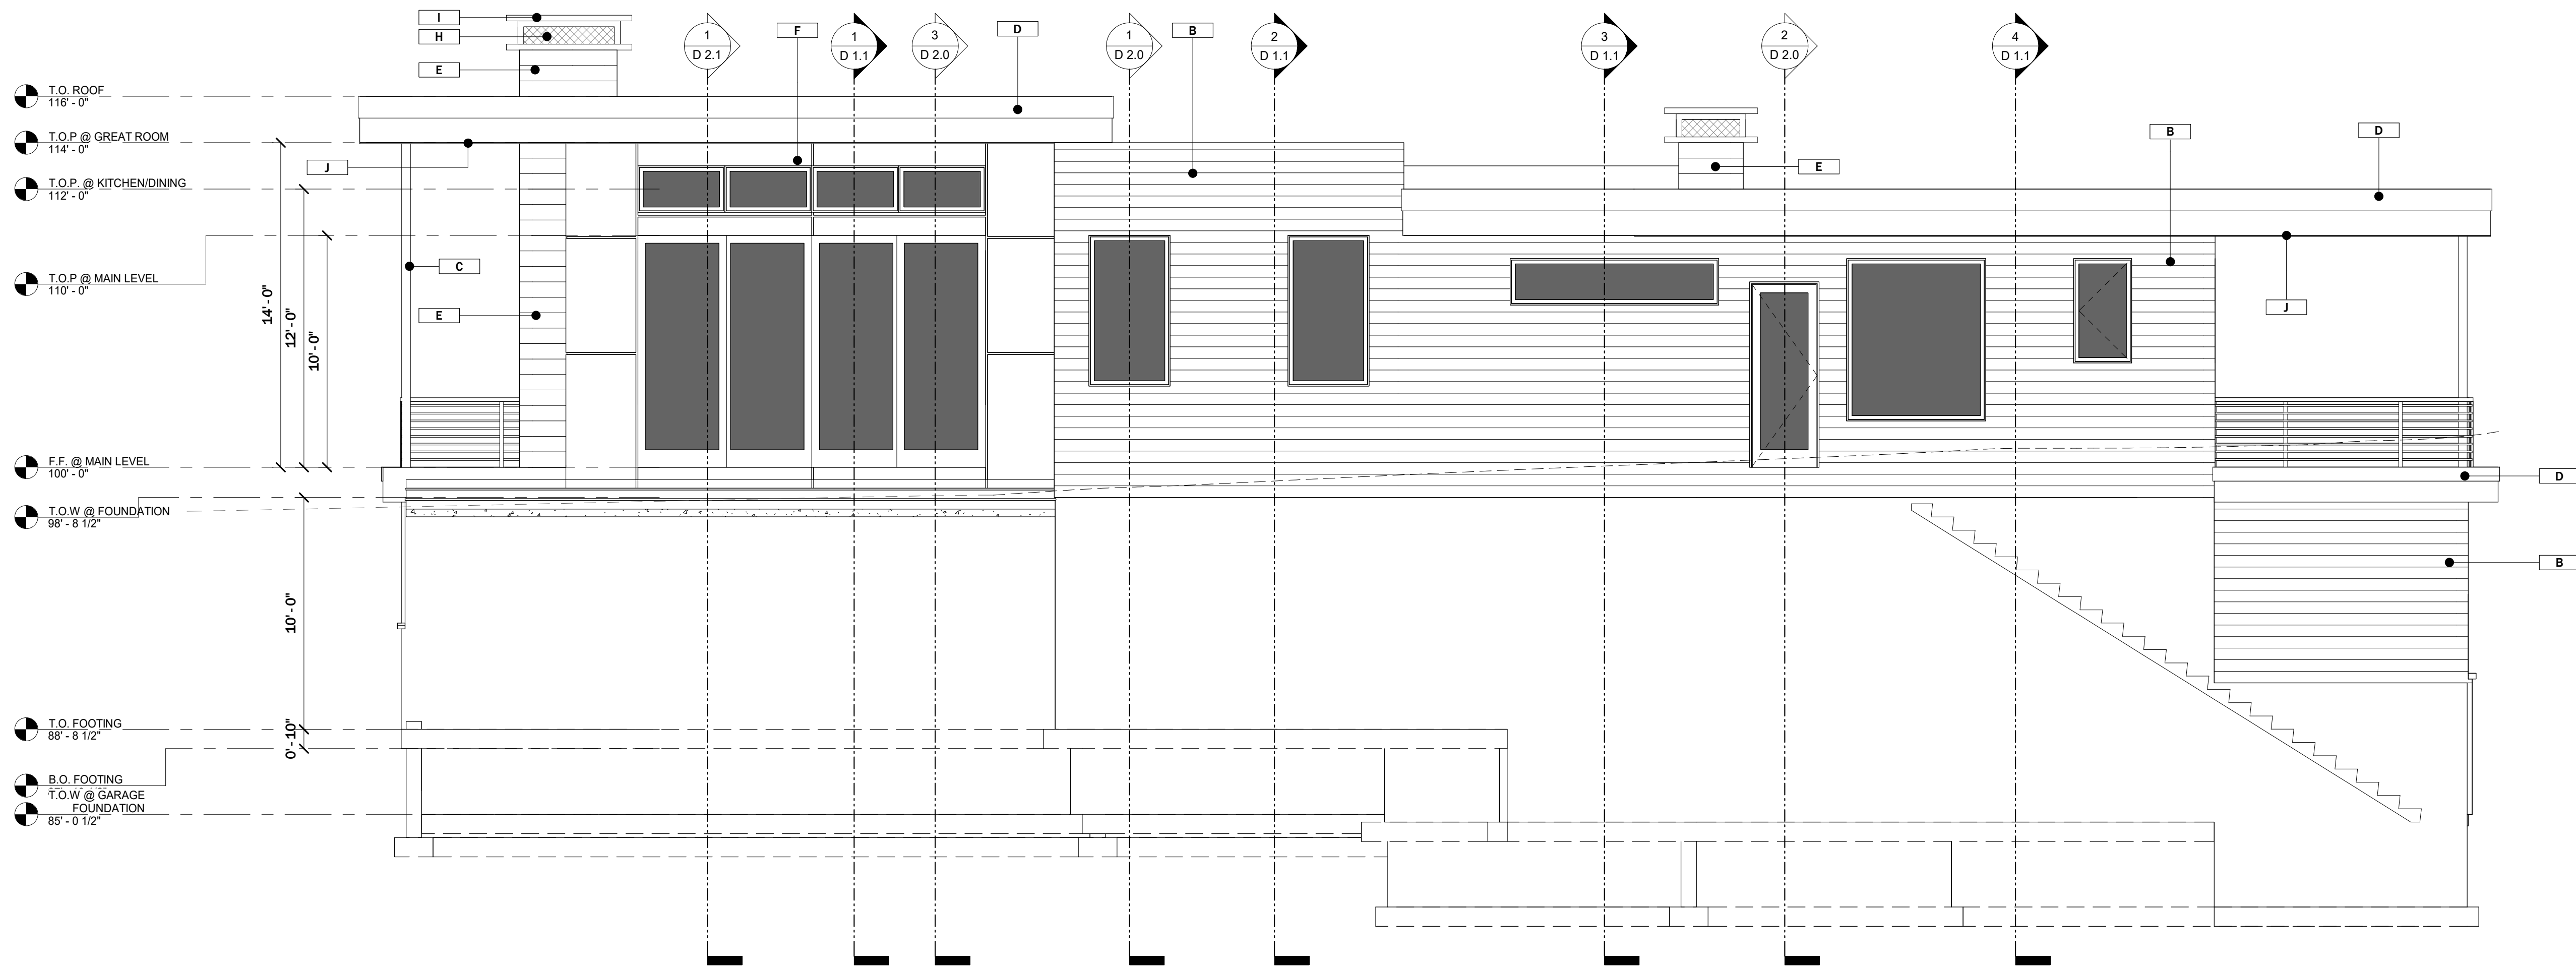 I
H
E
1
D 2.1
F
1
D 1.1
3
D 2.0
D
1
D 2.0
B
2
D 1.1
3
D 1.1
2
D 2.0
4
D 1.1
T.O. ROOF
116' - 0"
T.O.P @ GREAT ROOM
114' - 0"
J
B
D
E
T.O.P. @ KITCHEN/DINING
112' - 0"
T.O.P @ MAIN LEVEL
110' - 0"
C
E
J
14' - 0"
12' - 0"
10' - 0"
F.F. @ MAIN LEVEL
100' - 0"
D
T.O.W @ FOUNDATION
98' - 8 1/2"
B
10' - 0"
T.O. FOOTING
88' - 8 1/2"
0' - 10"
B.O. FOOTING
T.O.W @ GARAGE
FOUNDATION
85' - 0 1/2"